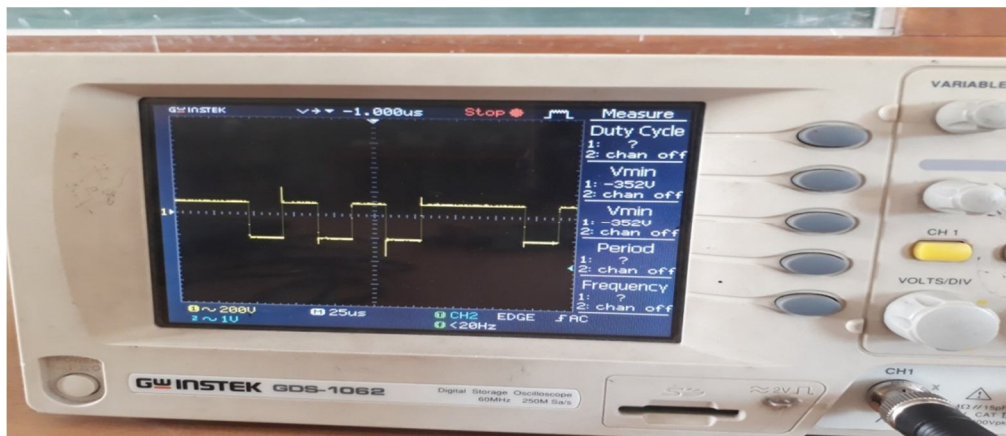 GW INSTEK -1.000us Stop Measure
Duty Cycle
1: ?
2: chan off
Vmin
1: -352V
2: chan off
Vmin
1: -352V
2: chan off
Period
1: ?
2: chan off
Frequency
1: ?
2: chan off
1
1 ~ 200V M 25us T CH2 EDGE AC
2 ~ 1V F <20Hz
VARIABLE
CH 1
VOLTS/DIV
CH1
X
GW INSTEK GDS-1062 Digital Storage Oscilloscope
60MHz 250M Sa/s
≈2V